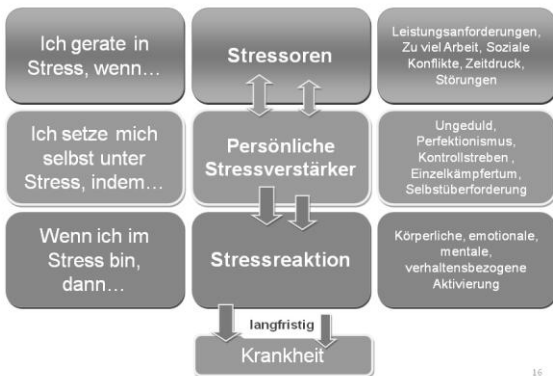 Ich gerate in
Stress, wenn…
Stressoren
Leistungsanforderungen,
Zu viel Arbeit, Soziale
Konflikte, Zeitdruck,
Störungen
Ich setze mich
selbst unter
Stress, indem…
Persönliche
Stressverstärker
Ungeduld,
Perfektionismus,
Kontrollstreben ,
Einzelkämpfertum,
Selbstüberforderung
Wenn ich im
Stress bin,
dann…
Stressreaktion
Körperliche, emotionale,
mentale,
verhaltensbezogene
Aktivierung
langfristig
Krankheit
16